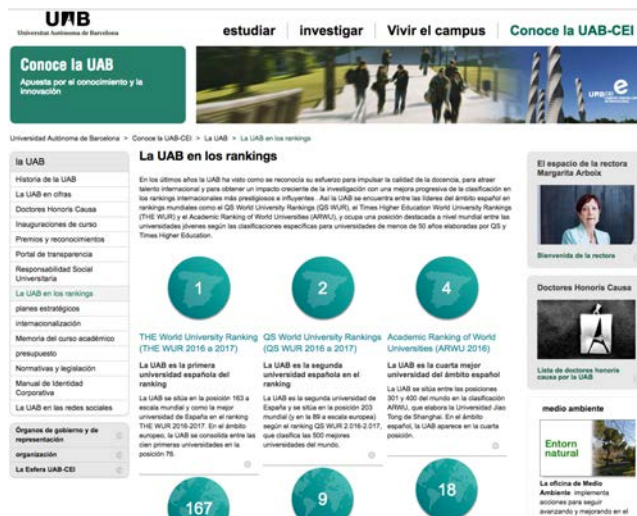 UAB
Universitat Autònoma de Barcelona
estudiar investigar Vivir el campus Conoce la UAB-CEI
Conoce la UAB
Apuesta por el conocimiento y la
innovación
Universidad Autònoma de Barcelona > Conoce la UAB-CEI > La UAB > La UAB en los rankings
la UAB
Historia de la UAB
La UAB en cifras
Doctores Honoris Causa
Inauguraciones de curso
Premios y reconocimientos
Portal de transparencia
Responsabilidad Social
Universitaria
La UAB en los rankings
planes estratégicos
internacionalización
Memoria del curso académico
presupuesto
Normativas y legislación
Manual de Identidad
Corporativa
La UAB en las redes sociales
Órganos de gobierno y de
representación
organización
La Esfera UAB-CEI
La UAB en los rankings
En los últimos años la UAB ha visto como se reconocía su esfuerzo para impulsar la calidad de la docencia, para atraer
talento internacional y para obtener un impacto creciente de la investigación con una mejora progresiva de la clasificación en
los rankings internacionales más prestigiosos e influyentes . Así la UAB se encuentra entre las líderes del ámbito español en
rankings mundiales como el QS World University Rankings (QS WUR), el Times Higher Education World University Rankings
(THE WUR) y el Academic Ranking of World Universities (ARWU), y ocupa una posición destacada a nivel mundial entre las
universidades jóvenes según las clasificaciones específicas para universidades de menos de 50 años elaboradas por QS y
Times Higher Education.
1
THE World University Ranking
(THE WUR 2016 a 2017)
La UAB es la primera
universidad española del
ranking
La UAB se sitúa en la posición 163 a
escala mundial y como la mejor
universidad de España en el ranking
THE WUR 2016-2017. En el ámbito
europeo, la UAB se consolida entre las
cien primeras universidades en la
posición 76.
2
QS World University Rankings
(QS WUR 2016 a 2017)
La UAB es la segunda
universidad española en el
ranking
La UAB es la segunda universidad de
España y se sitúa en la posición 203
mundial (y en la 89 a escala europea)
según el ranking QS WUR 2.016-2.017,
que clasifica las 500 mejores
universidades del mundo.
4
Academic Ranking of World
Universities (ARWU 2016)
La UAB es la cuarta mejor
universidad del ámbito español
La UAB se sitúa entre las posiciones
301 y 400 del mundo en la clasificación
ARWU, que elabora la Universidad Jiao
Tong de Shanghai. En el ámbito
español, la UAB aparece en la cuarta
posición.
167
9
18
El espacio de la rectora
Margarita Arboix
Bienvenida de la rectora
Doctores Honoris Causa
Lista de doctores honoris
causa por la UAB
medio ambiente
Entorn
natural
La oficina de Medio
Ambiente implementa
acciones para seguir
avanzando y mejorando en el